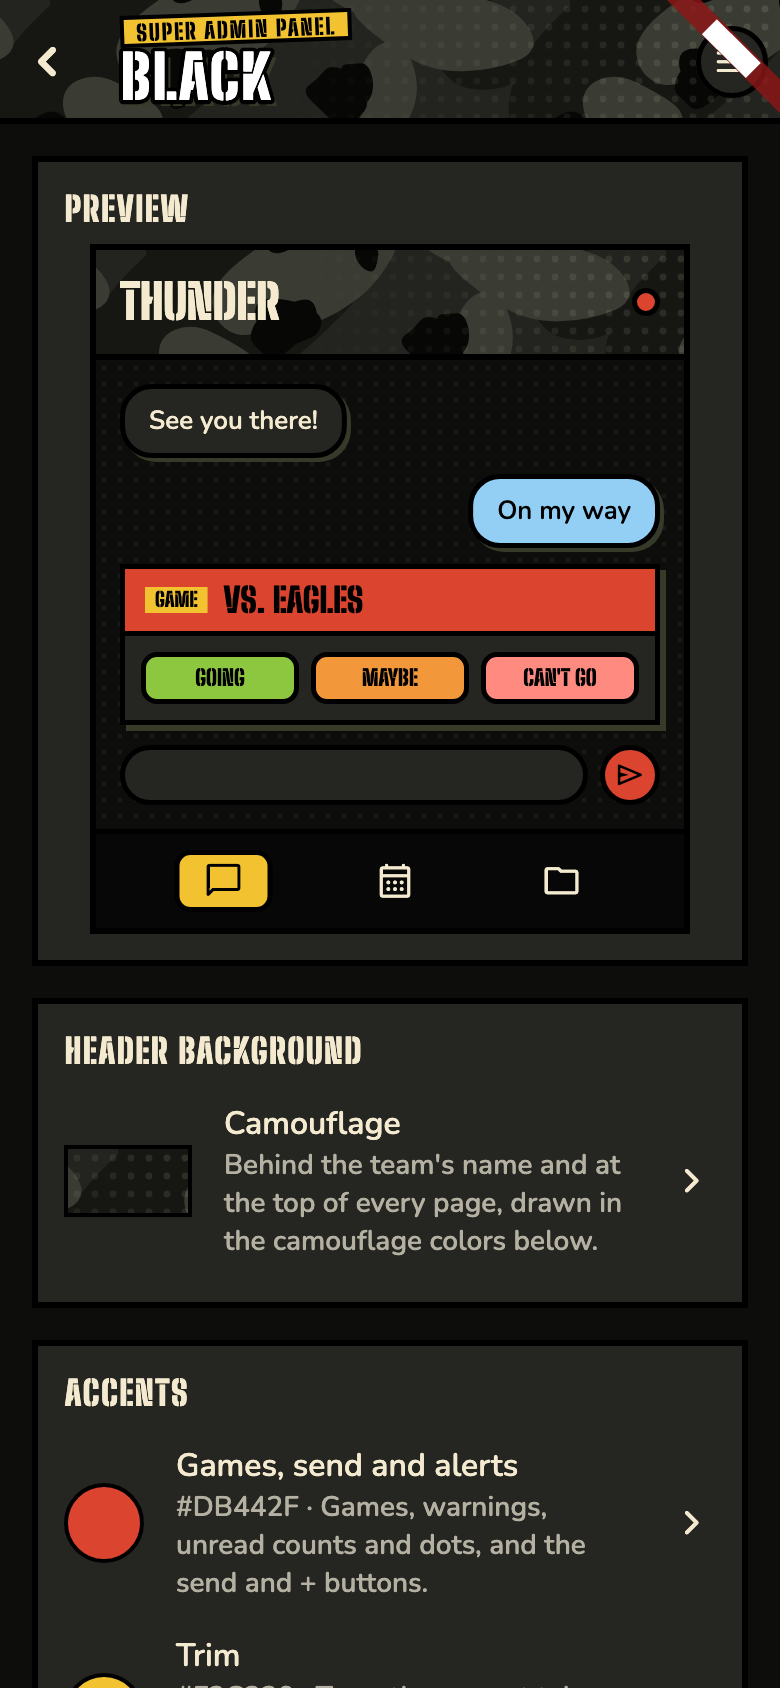 SUPER ADMIN PANEL
BLACK
PREVIEW
THUNDER
See you there!
On my way
GAME VS. EAGLES
GOING MAYBE CAN'T GO
HEADER BACKGROUND
Camouflage
Behind the team's name and at
the top of every page, drawn in
the camouflage colors below.
ACCENTS
Games, send and alerts
#DB442F · Games, warnings,
unread counts and dots, and the
send and + buttons.
Trim